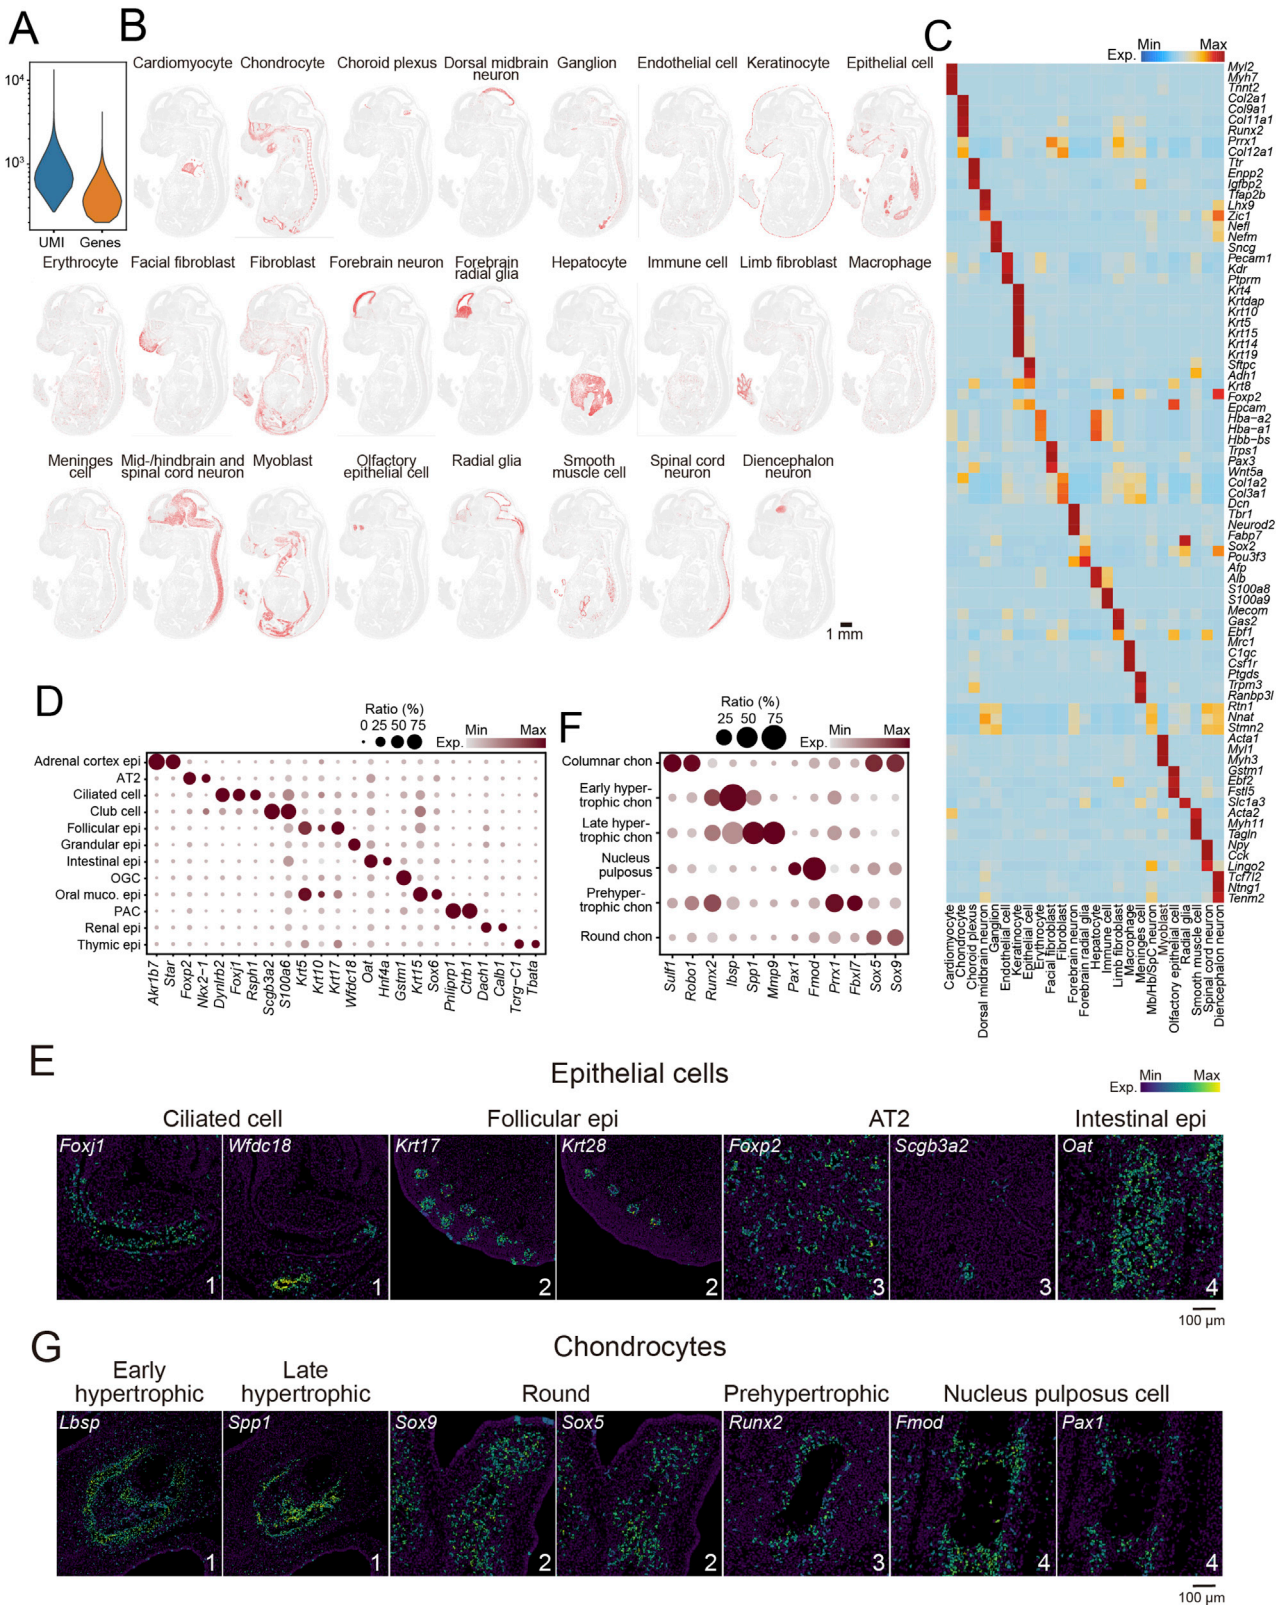 A
B
C
10⁴
10³
UMI Genes
Cardiomyocyte
Chondrocyte
Choroid plexus
Dorsal midbrain
neuron
Ganglion
Endothelial cell
Keratinocyte
Epithelial cell
Erythrocyte
Facial fibroblast
Fibroblast
Forebrain neuron
Forebrain
radial glia
Hepatocyte
Immune cell
Limb fibroblast
Macrophage
Meninges
cell
Mid-/hindbrain and
spinal cord neuron
Myoblast
Olfactory
epithelial cell
Radial glia
Smooth
muscle cell
Spinal cord
neuron
Diencephalon
neuron
1 mm
Exp. Min Max
Myl2
Myh7
Tnnt2
Col2a1
Col9a1
Col11a1
Runx2
Prrx1
Col12a1
Ttr
Enpp2
Igfbp2
Tfap2b
Lhx9
Zic1
Nefl
Nefm
Sncg
Pecam1
Kdr
Ptprm
Krt4
Krtdap
Krt10
Krt5
Krt15
Krt14
Krt19
Sftpc
Adh1
Krt8
Foxp2
Epcam
Hba-a2
Hba-a1
Hbb-bs
Trps1
Pax3
Wnt5a
Col1a2
Col3a1
Dcn
Tbr1
Neurod2
Fabp7
Sox2
Pou3f3
Afp
Alb
S100a8
S100a9
Mecom
Gas2
Ebf1
Mrc1
C1qc
Csf1r
Ptgds
Trpm3
Ranbp3l
Rtn1
Nnat
Stmn2
Acta1
Myl1
Myh3
Gstm1
Ebf2
Fstl5
Slc1a3
Acta2
Myh11
Tagln
Npy
Cck
Lingo2
Tcf7l2
Ntng1
Tenm2
Cardiomyocyte
Chondrocyte
Choroid plexus
Dorsal midbrain neuron
Ganglion
Endothelial cell
Keratinocyte
Epithelial cell
Erythrocyte
Facial fibroblast
Fibroblast
Forebrain neuron
Forebrain radial glia
Hepatocyte
Immune cell
Limb fibroblast
Macrophage
Meninges cell
Mb/Hb/SpC neuron
Myoblast
Olfactory epithelial cell
Radial glia
Smooth muscle cell
Spinal cord neuron
Diencephalon neuron
D
Ratio (%)
0 25 50 75
Exp. Min Max
Adrenal cortex epi
AT2
Ciliated cell
Club cell
Follicular epi
Grandular epi
Intestinal epi
OGC
Oral muco. epi
PAC
Renal epi
Thymic epi
Akr1b7
Star
Foxp2
Nkx2-1
Dynlrb2
Foxj1
Rsph1
Scgb3a2
S100a6
Krt5
Krt10
Krt17
Wfdc18
Oat
Hnf4a
Gstm1
Krt15
Sox6
Pnliprp1
Ctrb1
Dach1
Calb1
Tcrg-C1
Tbata
F
Ratio (%)
25 50 75
Exp. Min Max
Columnar chon
Early hyper-
trophic chon
Late hyper-
trophic chon
Nucleus
pulposus
Prehyper-
trophic chon
Round chon
Sulf1
Robo1
Runx2
Ibsp
Spp1
Mmp9
Pax1
Fmod
Prrx1
Fbxl7
Sox5
Sox9
E
Epithelial cells
Exp. Min Max
Ciliated cell
Follicular epi
AT2
Intestinal epi
Foxj1
Wfdc18
Krt17
Krt28
Foxp2
Scgb3a2
Oat
1
1
2
2
3
3
4
100 µm
G
Chondrocytes
Early
hypertrophic
Late
hypertrophic
Round
Prehypertrophic
Nucleus pulposus cell
Lbsp
Spp1
Sox9
Sox5
Runx2
Fmod
Pax1
1
1
2
2
3
4
4
100 µm